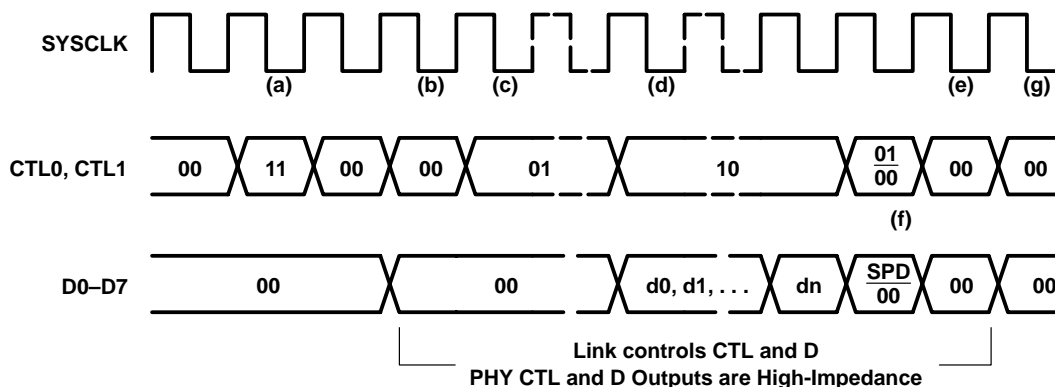 SYSCLK
(a) (b) (c) (d) (e) (g)
CTL0, CTL1 00 11 00 00 01 10 01 00 00
00
(f)
D0–D7 00 00 d0, d1, . . . dn SPD 00 00
00
Link controls CTL and D
PHY CTL and D Outputs are High-Impedance